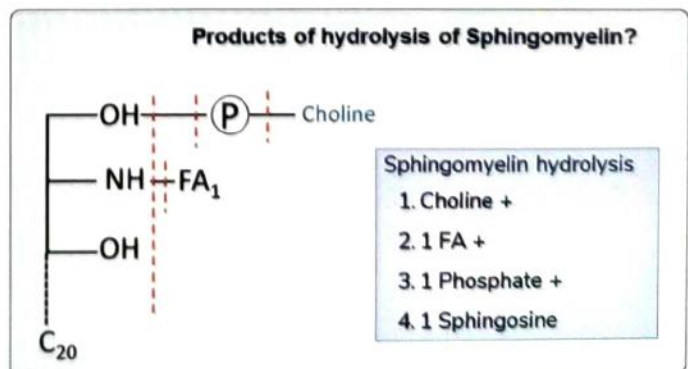 Products of hydrolysis of Sphingomyelin?
OH P Choline
NH FA₁
OH
C₂₀
Sphingomyelin hydrolysis
1. Choline +
2. 1 FA +
3. 1 Phosphate +
4. 1 Sphingosine